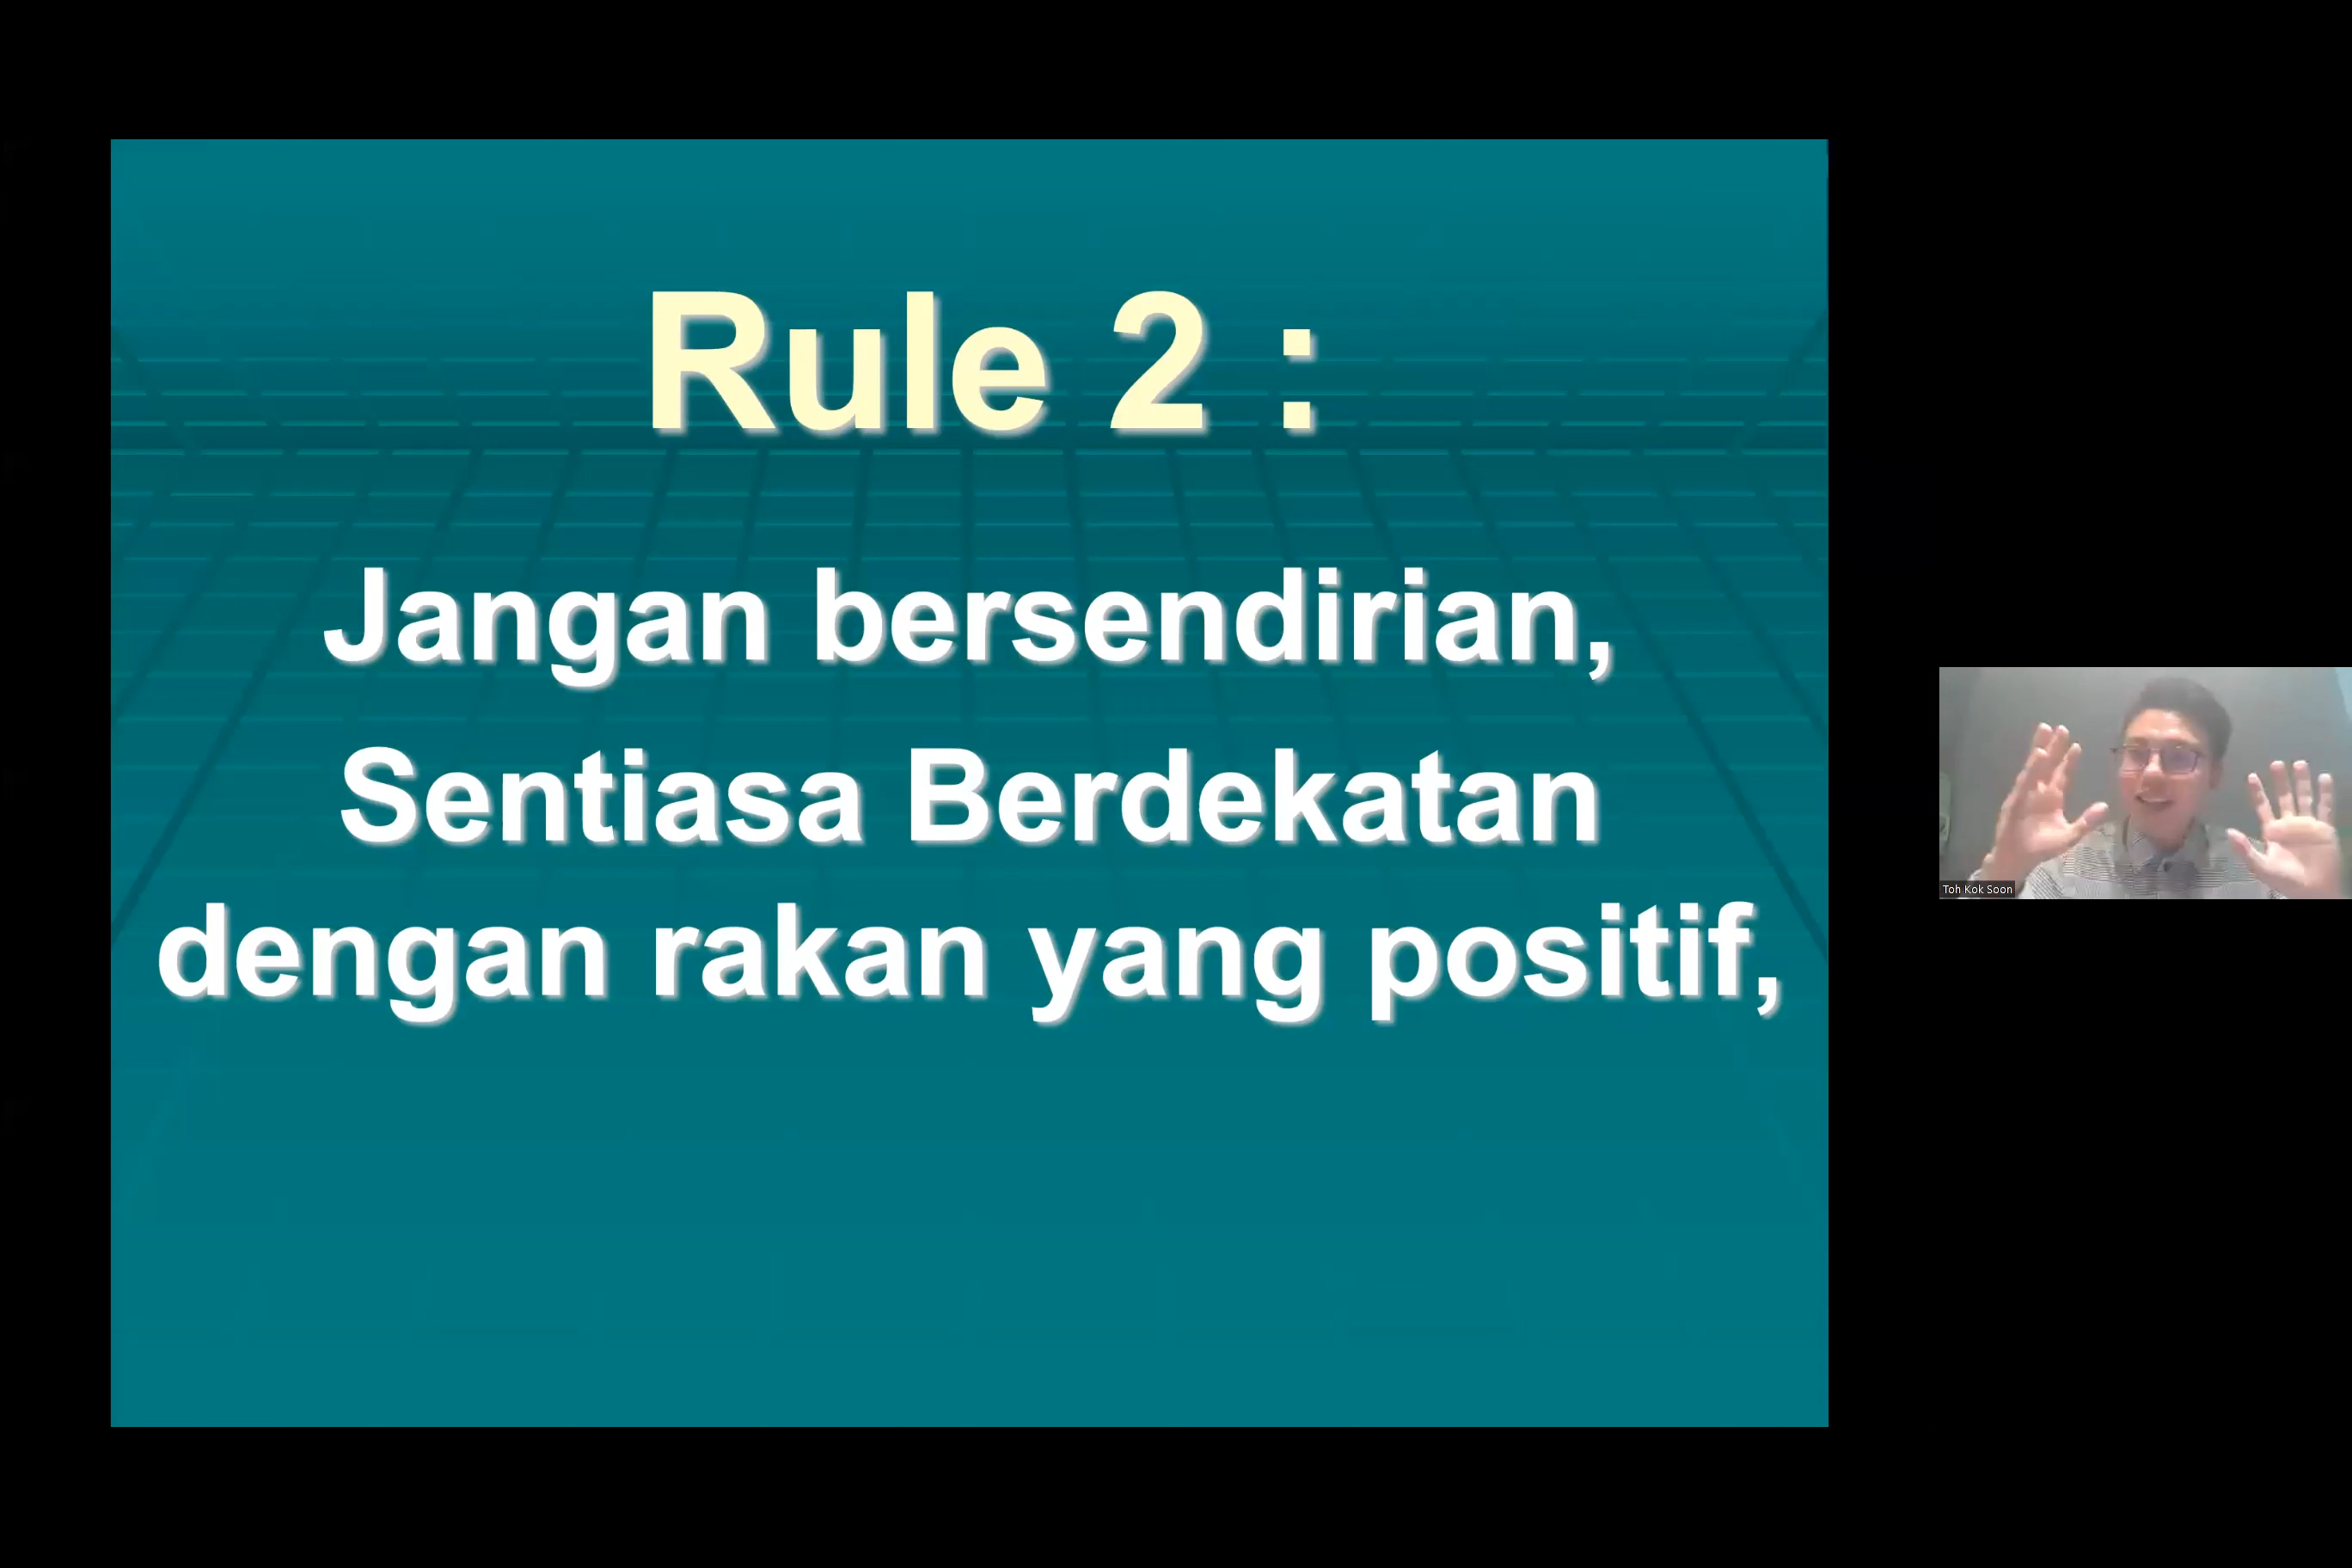 Rule 2 :
Jangan bersendirian,
Sentiasa Berdekatan
dengan rakan yang positif,
Toh Kok Soon